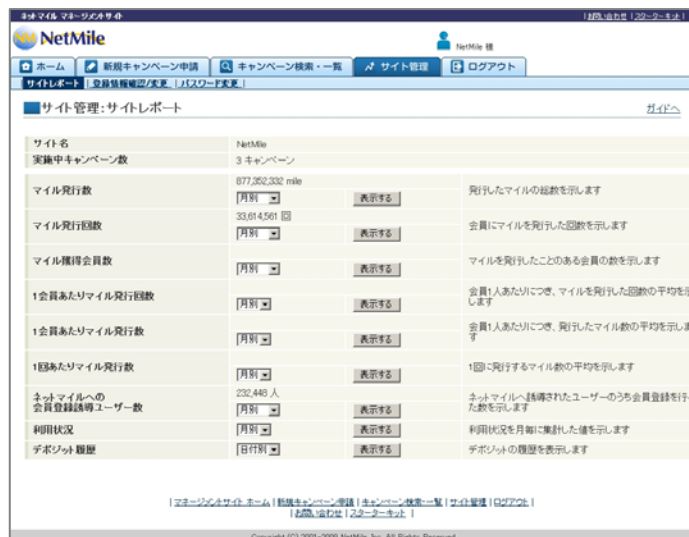 ネットマイル マネージメントサイト
| お問い合わせ | スターターキット |
NetMile
NetMile 様
ホーム
新規キャンペーン申請
キャンペーン検索・一覧
サイト管理
ログアウト
サイトレポート | 登録情報確認/変更 | パスワード変更 |
サイト管理:サイトレポート
ガイドへ
サイト名 NetMile
実施中キャンペーン数 3 キャンペーン
マイル発行数 877,352,332 mile 月別 表示する 発行したマイルの総数を示します
マイル発行回数 33,614,561 回 月別 表示する 会員にマイルを発行した回数を示します
マイル獲得会員数 月別 表示する マイルを発行したことのある会員の数を示します
1会員あたりマイル発行回数 月別 表示する 会員1人あたりにつき、マイルを発行した回数の平均を示
します
1会員あたりマイル発行数 月別 表示する 会員1人あたりにつき、発行したマイル数の平均を示しま
す
1回あたりマイル発行数 月別 表示する 1回に発行するマイル数の平均を示します
ネットマイルへの
会員登録誘導ユーザー数 232,448 人 月別 表示する ネットマイルへ誘導されたユーザーのうち会員登録を行
た数を示します
利用状況 月別 表示する 利用状況を月毎に集計した値を示します
デポジット履歴 日付別 表示する デポジットの履歴を表示します
| マネージメントサイト ホーム | 新規キャンペーン申請 | キャンペーン検索・一覧 | サイト管理 | ログアウト |
| お問い合わせ | スターターキット |
Copyright (C) 2001-2009 NetMile, Inc. All Rights Reserved.